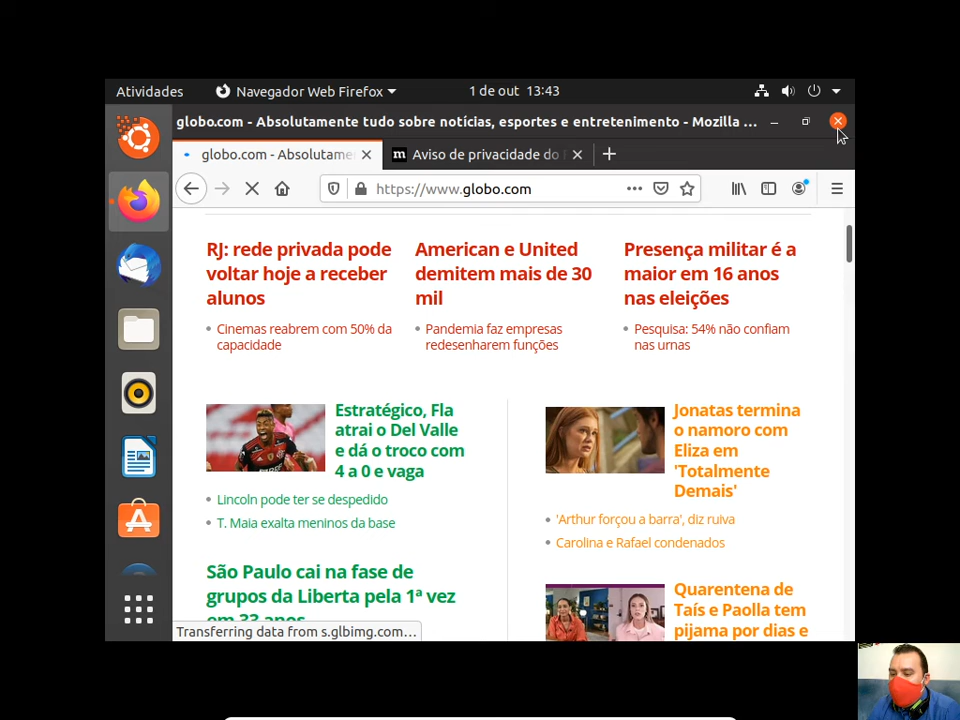 Atividades Navegador Web Firefox 1 de out 13:43
globo.com - Absolutamente tudo sobre notícias, esportes e entretenimento - Mozilla ...
globo.com - Absolutame m Aviso de privacidade do
https://www.globo.com
RJ: rede privada pode
voltar hoje a receber
alunos
Cinemas reabrem com 50% da
capacidade
American e United
demitem mais de 30
mil
Pandemia faz empresas
redesenharem funções
Presença militar é a
maior em 16 anos
nas eleições
Pesquisa: 54% não confiam
nas urnas
Estratégico, Fla
atrai o Del Valle
e dá o troco com
4 a 0 e vaga
Lincoln pode ter se despedido
T. Maia exalta meninos da base
São Paulo cai na fase de
grupos da Liberta pela 1ª vez
em 33 anos
Jonatas termina
o namoro com
Eliza em
'Totalmente
Demais'
'Arthur forçou a barra', diz ruiva
Carolina e Rafael condenados
Quarentena de
Taís e Paolla tem
pijama por dias e
Transferring data from s.glbimg.com...